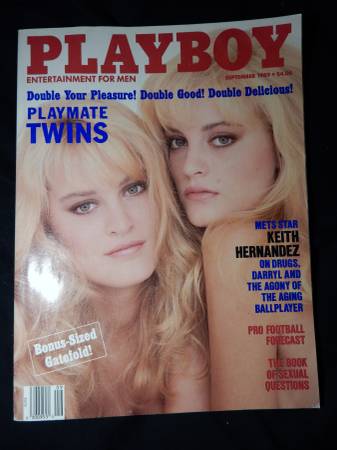 PLAYBOY
ENTERTAINMENT FOR MEN
SEPTEMBER 1989 • $4.00
Double Your Pleasure! Double Good! Double Delicious!
PLAYMATE
TWINS
METS STAR
KEITH
HERNANDEZ
ON DRUGS,
DARRYL AND
THE AGONY OF
THE AGING
BALLPLAYER
PRO FOOTBALL
FORECAST
THE BOOK
OF SEXUAL
QUESTIONS
Bonus-Sized
Gatefold!